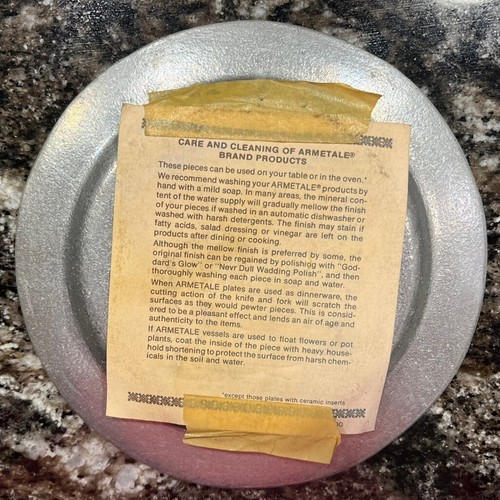 CARE AND CLEANING OF ARMETALE®
BRAND PRODUCTS
These pieces can be used on your table or in the oven.*
We recommend washing your ARMETALE® products by
hand with a mild soap. In many areas, the mineral con-
tent of the water supply will gradually mellow the finish
of your pieces if washed in an automatic dishwasher or
washed with harsh detergents. The finish may stain if
fatty acids, salad dressing or vinegar are left on the
products after dining or cooking.
Although the mellow finish is preferred by some, the
original finish can be regained by polishing with "God-
dard's Glow" or "Nevr Dull Wadding Polish", and then
thoroughly washing each piece in soap and water.
When ARMETALE plates are used as dinnerware, the
cutting action of the knife and fork will scratch the
surfaces as they would pewter pieces. This is consid-
ered to be a pleasant effect and lends an air of age and
authenticity to the items.
If ARMETALE vessels are used to float flowers or pot
plants, coat the inside of the piece with heavy house-
hold shortening to protect the surface from harsh chem-
icals in the soil and water.
*except those plates with ceramic inserts